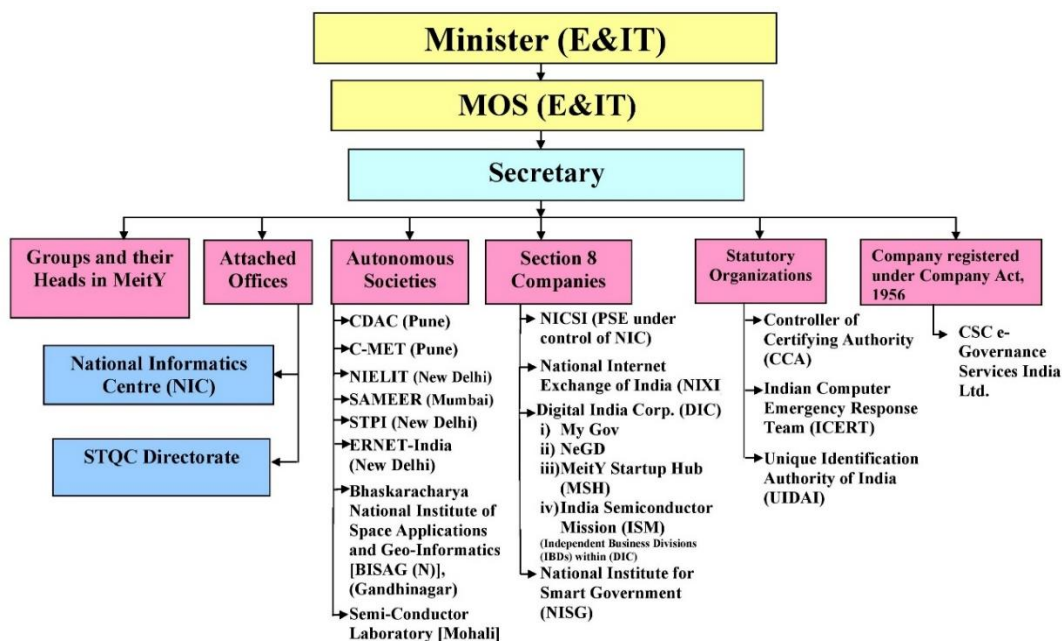 Minister (E&IT)
MOS (E&IT)
Secretary
Groups and their
Heads in MeitY
Attached
Offices
National Informatics
Centre (NIC)
STQC Directorate
Autonomous
Societies
CDAC (Pune)
C-MET (Pune)
NIELIT (New Delhi)
SAMEER (Mumbai)
STPI (New Delhi)
ERNET-India
(New Delhi)
Bhaskaracharya
National Institute of
Space Applications
and Geo-Informatics
[BISAG (N)],
(Gandhinagar)
Semi-Conductor
Laboratory [Mohali]
Section 8
Companies
NICSI (PSE under
control of NIC)
National Internet
Exchange of India (NIXI
Digital India Corp. (DIC)
i) My Gov
ii) NeGD
iii) MeitY Startup Hub
(MSH)
iv) India Semiconductor
Mission (ISM)
(Independent Business Divisions
(IBDs) within (DIC)
National Institute for
Smart Government
(NISG)
Statutory
Organizations
Controller of
Certifying Authority
(CCA)
Indian Computer
Emergency Response
Team (ICERT)
Unique Identification
Authority of India
(UIDAI)
Company registered
under Company Act,
1956
CSC e-
Governance
Services India
Ltd.